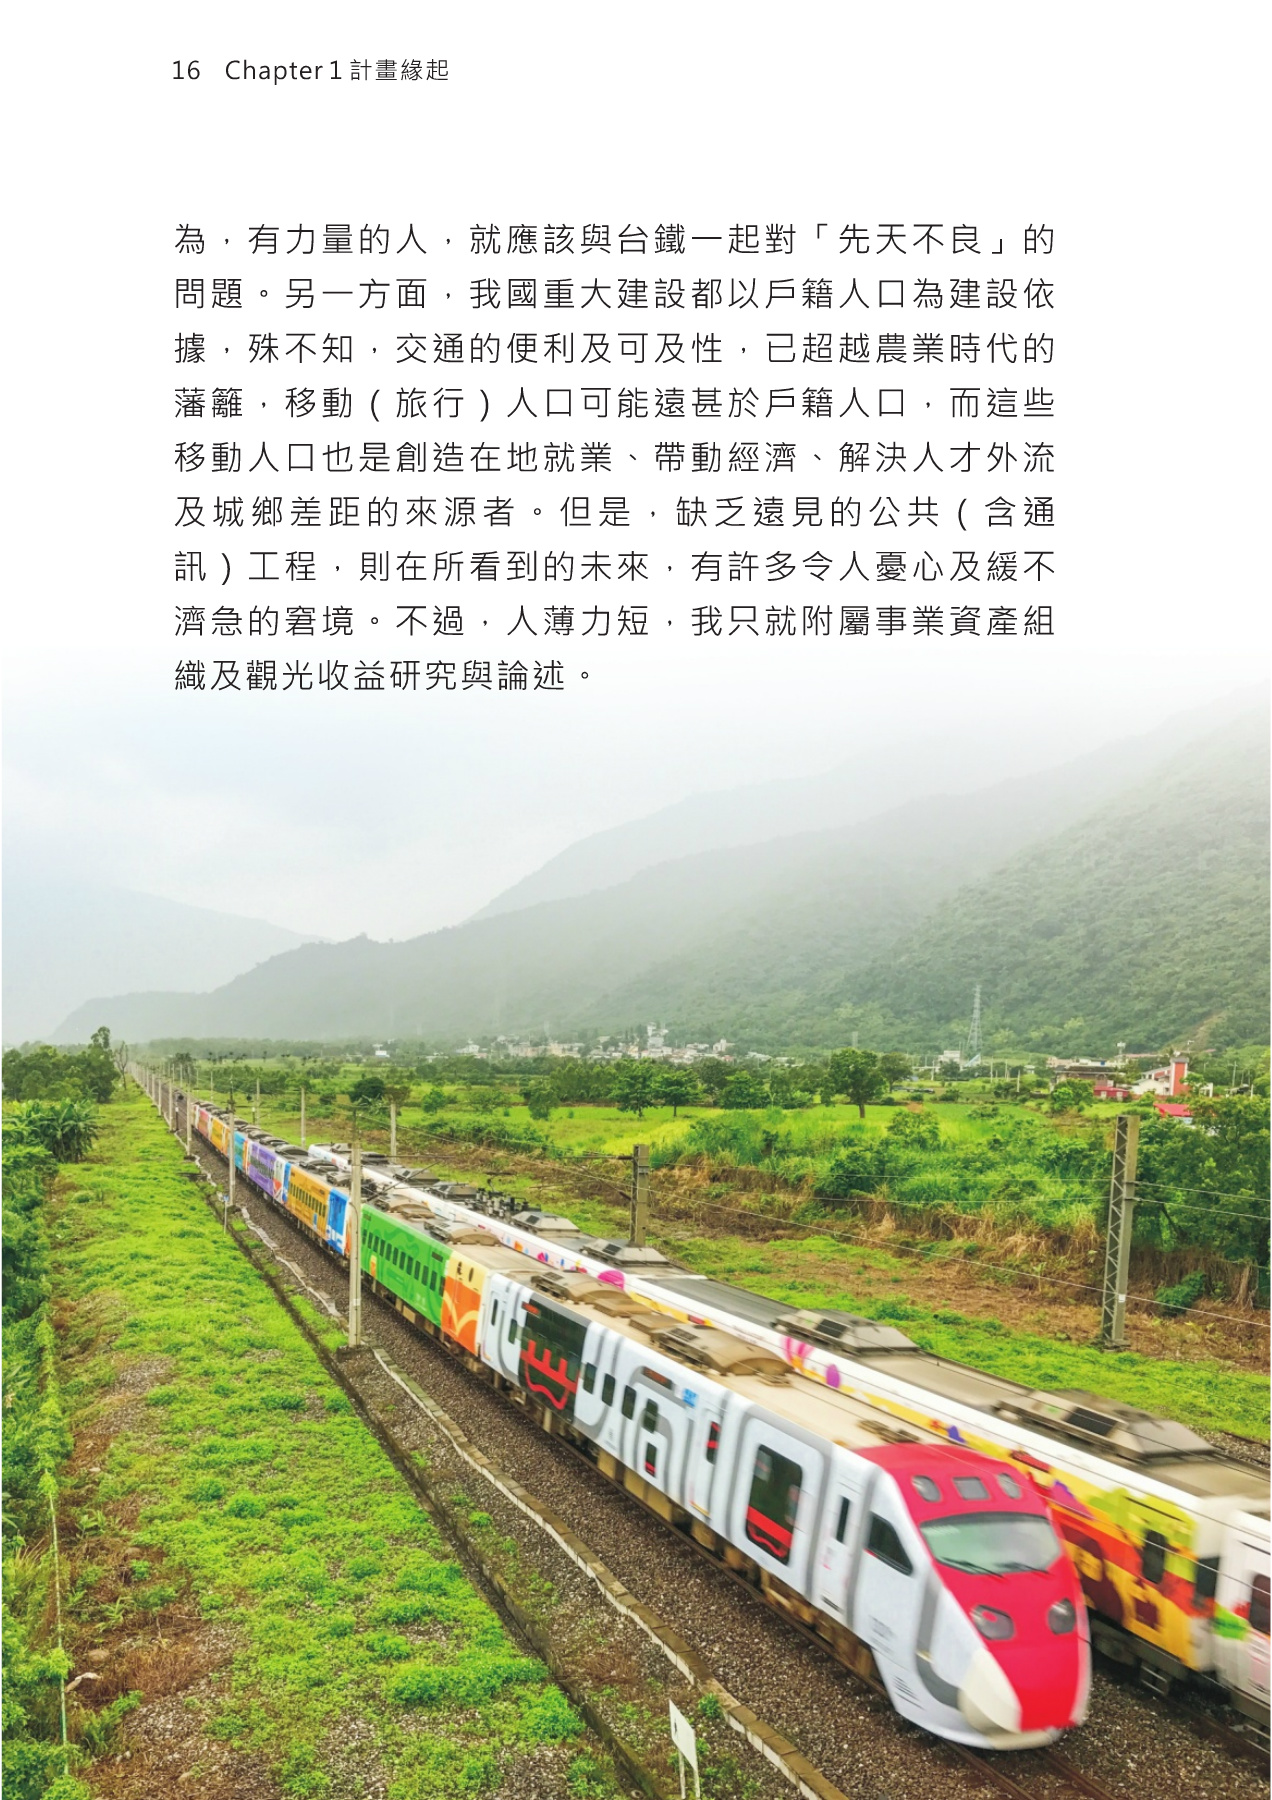 16 Chapter 1 計畫緣起
為，有力量的人，就應該與台鐵一起對「先天不良」的
問題。另一方面，我國重大建設都以戶籍人口為建設依
據，殊不知，交通的便利及可及性，已超越農業時代的
藩籬，移動（旅行）人口可能遠甚於戶籍人口，而這些
移動人口也是創造在地就業、帶動經濟、解決人才外流
及城鄉差距的來源者。但是，缺乏遠見的公共（含通
訊）工程，則在所看到的未來，有許多令人憂心及緩不
濟急的窘境。不過，人薄力短，我只就附屬事業資產組
織及觀光收益研究與論述。